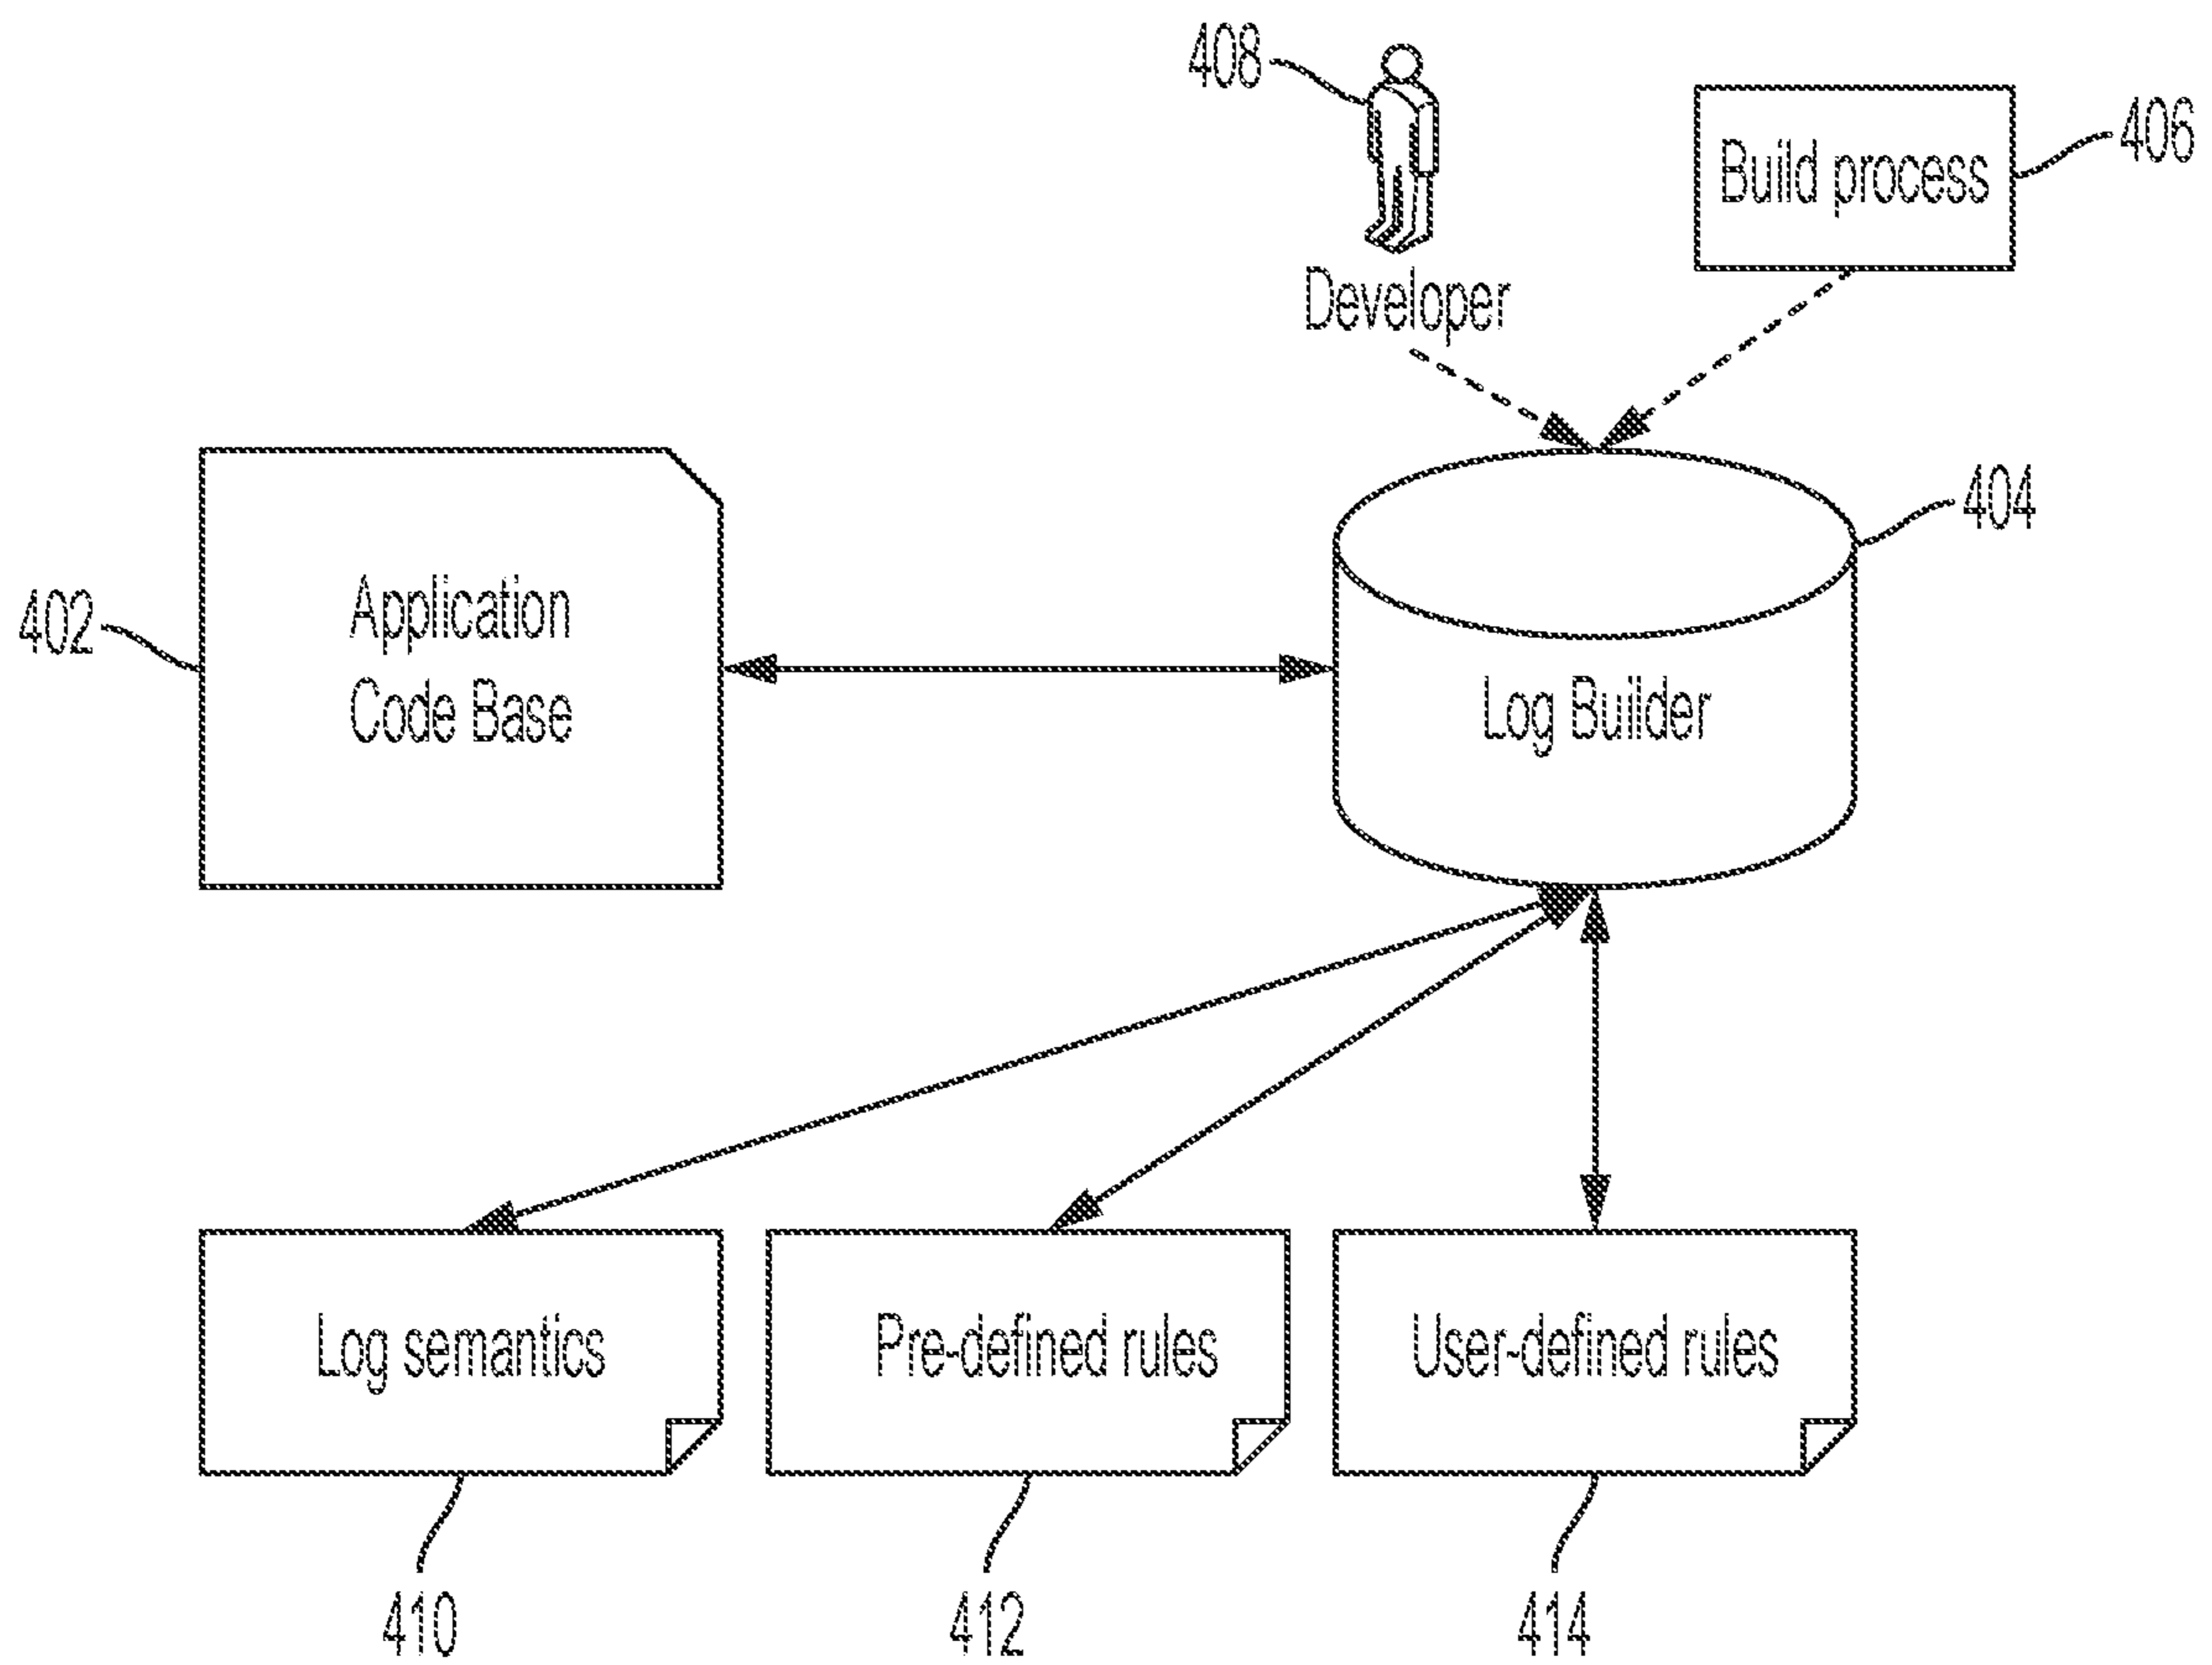 408
Developer
Build process
406
404
402
Application
Code Base
Log Builder
Log semantics
Pre-defined rules
User-defined rules
410
412
414